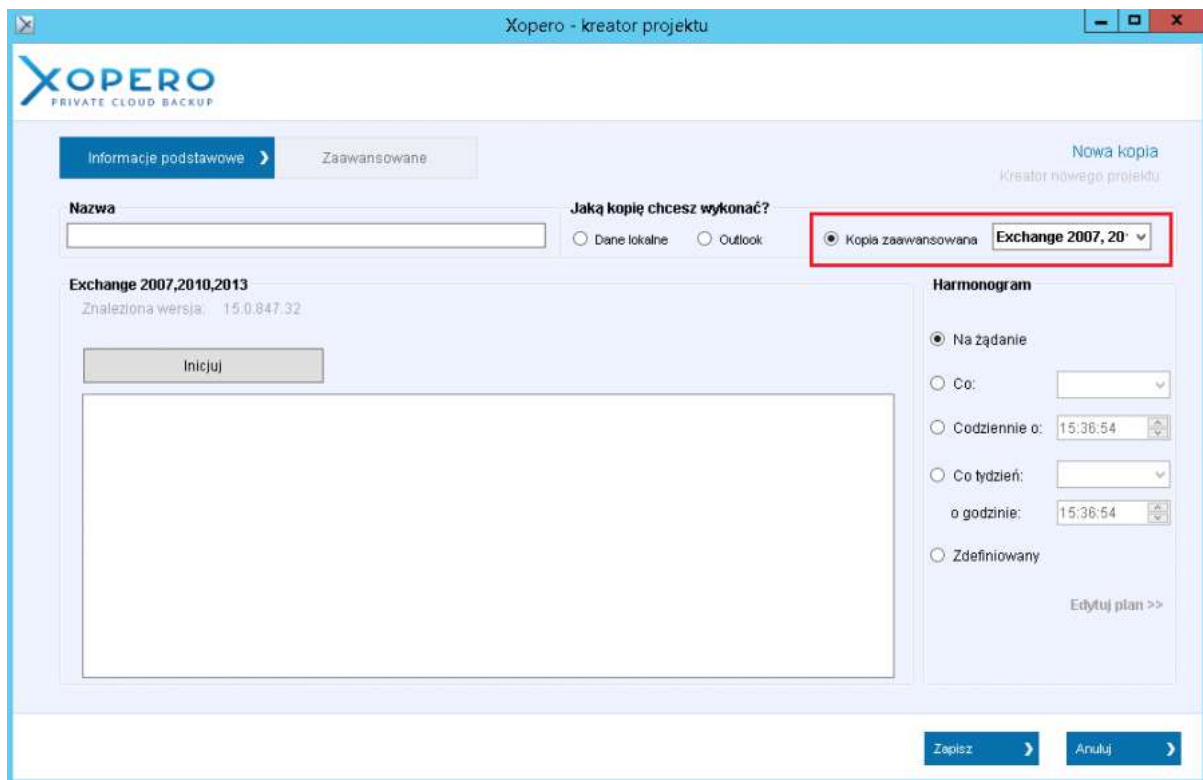 Xopero - kreator projektu
XOPERO
PRIVATE CLOUD BACKUP
Informacje podstawowe
Zaawansowane
Nowa kopia
Kreator nowego projektu
Nazwa
Jaką kopię chcesz wykonać?
Dane lokalne
Outlook
Kopia zaawansowana
Exchange 2007, 20
Exchange 2007,2010,2013
Znaleziona wersja: 15.0.847.32
Inicjuj
Harmonogram
Na żądanie
Co:
Codziennie o: 15:36:54
Co tydzień:
o godzinie: 15:36:54
Zdefiniowany
Edytuj plan >>
Zapisz
Anuluj